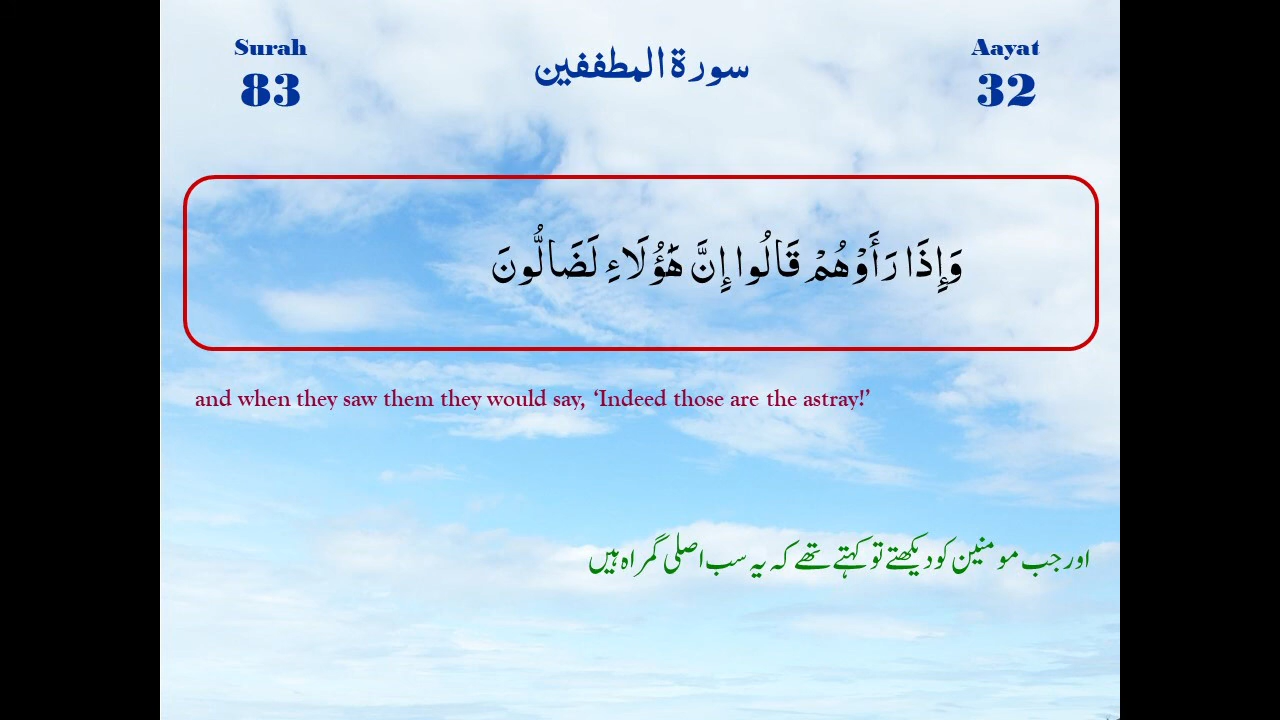 Surah
83
سورة المطففين
Aayat
32
وَإِذَا رَأَوْهُمْ قَالُوا إِنَّ هَٰؤُلَاءِ لَضَالُّونَ
and when they saw them they would say, ‘Indeed those are the astray!’
اور جب مومنین کو دیکھتے تو کہتے تھے کہ یہ سب اصلی گمراہ ہیں